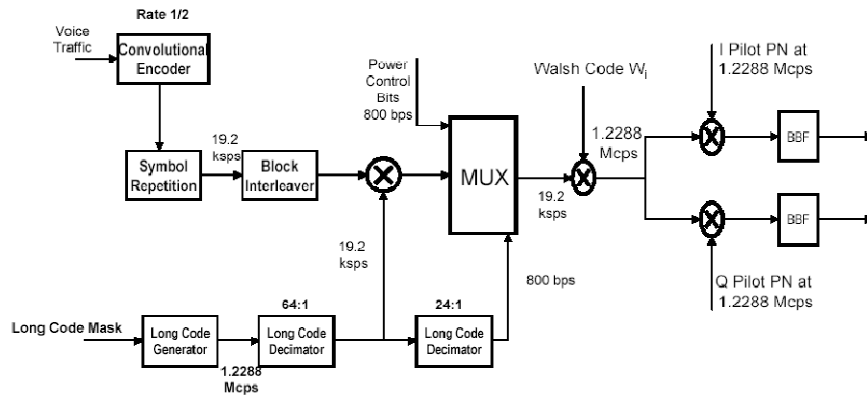 Rate 1/2
Voice
Traffic
Convolutional
Encoder
Power
Control
Bits
800 bps
Walsh Code Wi
I Pilot PN at
1.2288 Mcps
19.2
ksps
Symbol
Repetition
Block
Interleaver
MUX
1.2288
Mcps
BBF
19.2
ksps
19.2
ksps
BBF
800 bps
Q Pilot PN at
1.2288 Mcps
64:1
24:1
Long Code Mask
Long Code
Generator
Long Code
Decimator
Long Code
Decimator
1.2288
Mcps